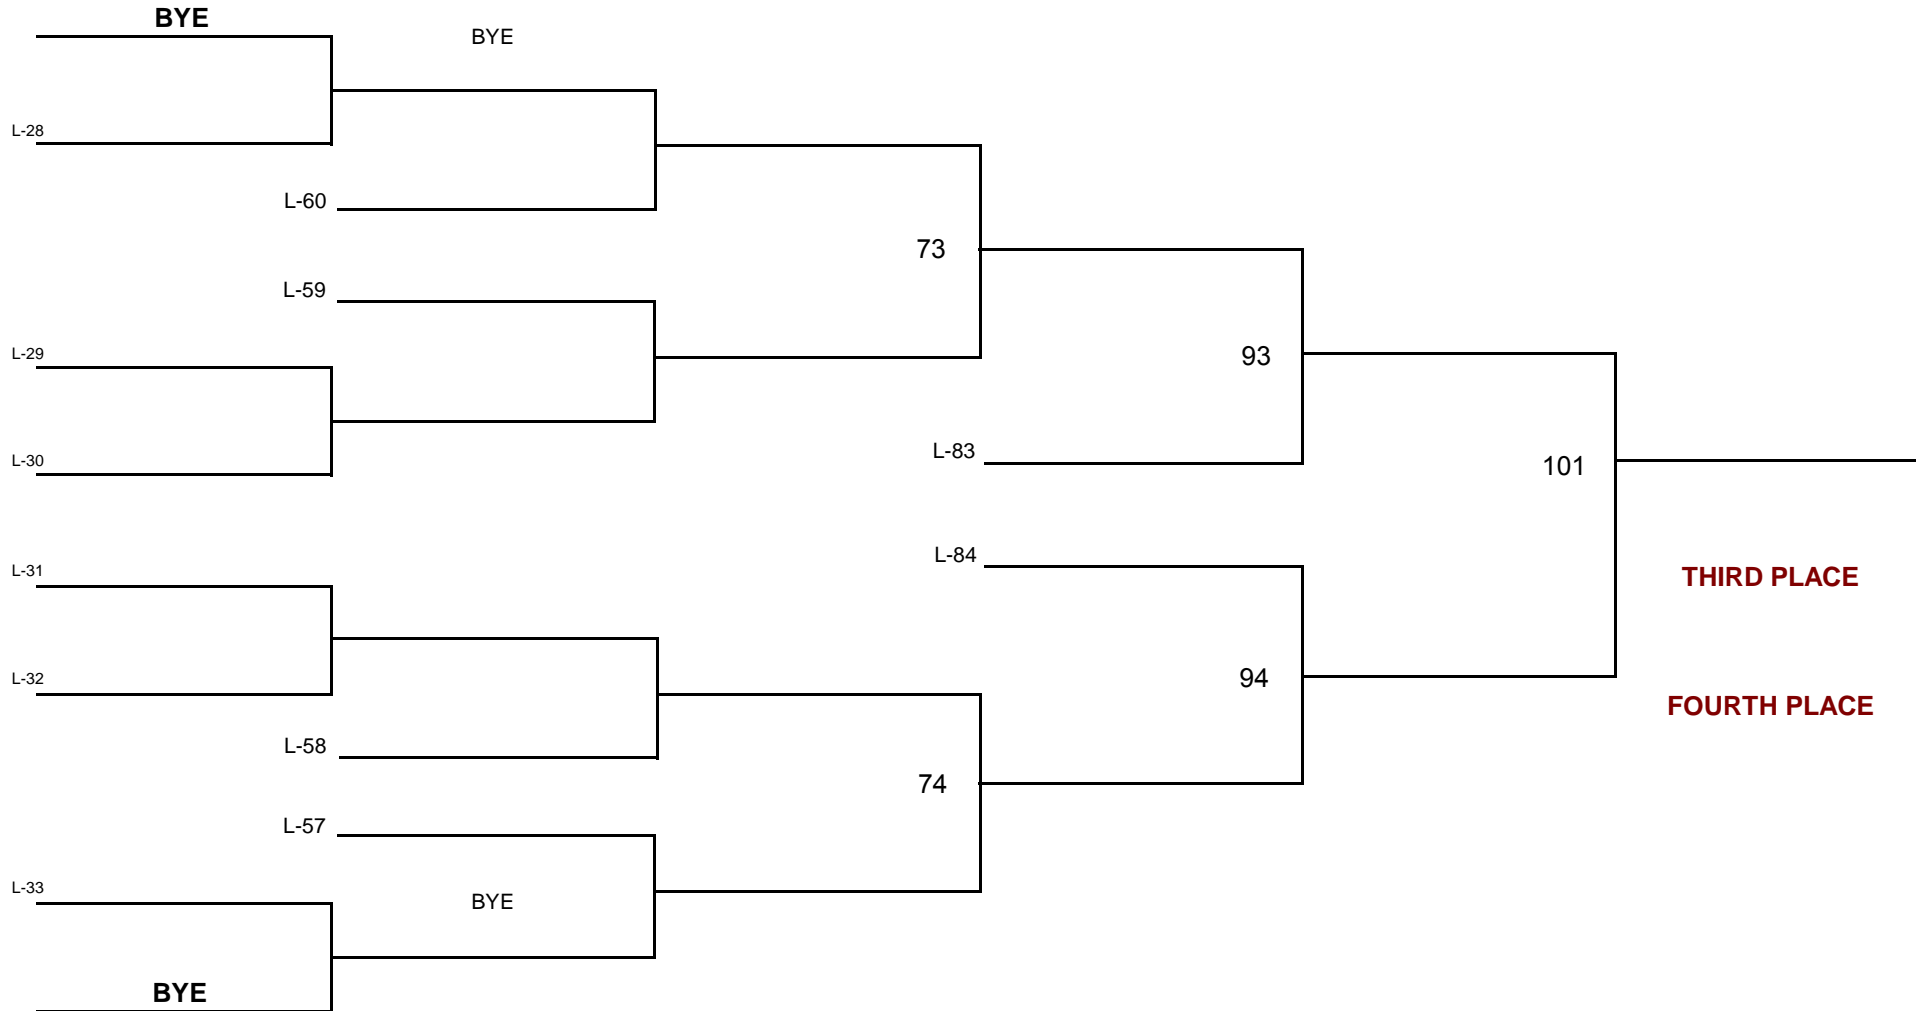 BYE
BYE
L-28
L-60
73
L-59
L-29
93
L-30
L-83
101
L-84
L-31
THIRD PLACE
L-32
94
FOURTH PLACE
L-58
74
L-57
L-33
BYE
BYE